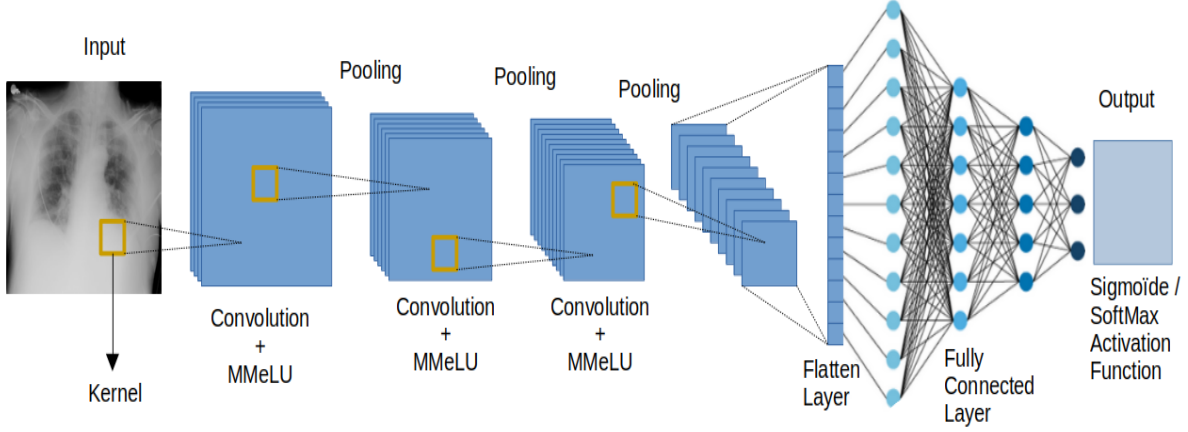 Input
Pooling
Pooling
Pooling
Output
Convolution
+
MMeLU
Convolution
+
MMeLU
Convolution
+
MMeLU
Kernel
Flatten
Layer
Fully
Connected
Layer
Sigmoïde /
SoftMax
Activation
Function